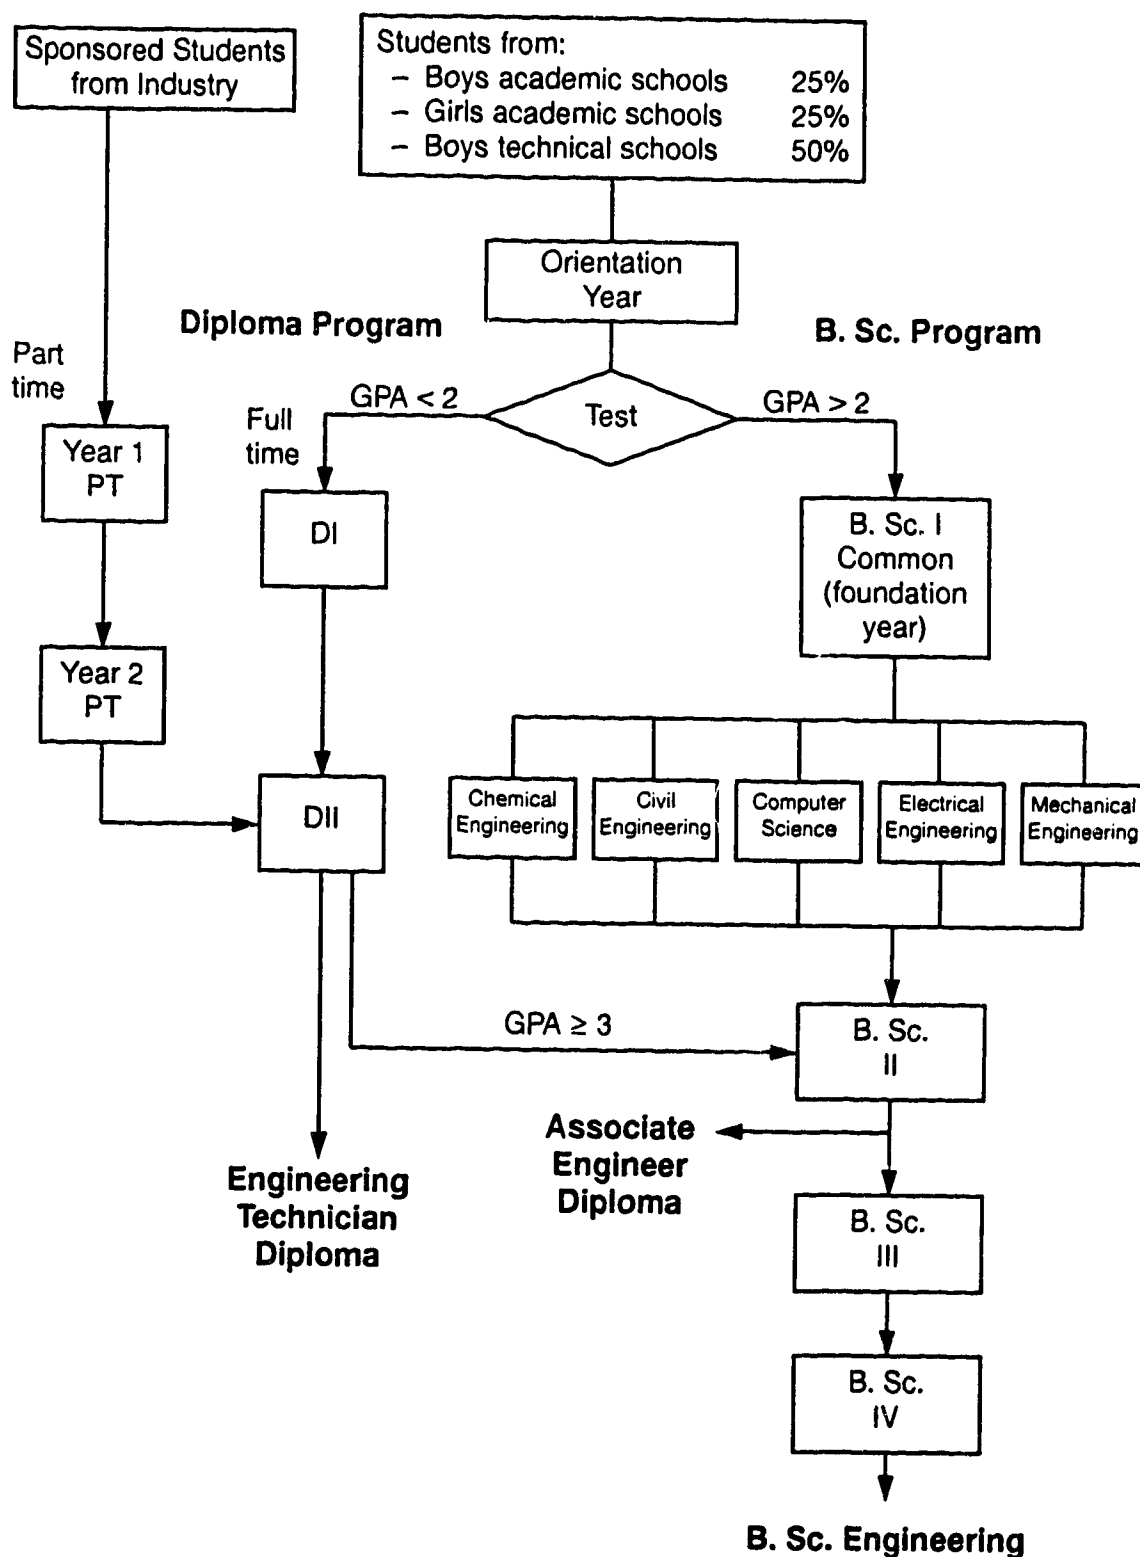 Sponsored Students
from Industry
Students from:
– Boys academic schools 25%
– Girls academic schools 25%
– Boys technical schools 50%
Orientation
Year
Diploma Program
B. Sc. Program
Part
time
GPA < 2
Test
GPA > 2
Full
time
Year 1
PT
DI
B. Sc. I
Common
(foundation
year)
Year 2
PT
DII
Chemical
Engineering
Civil
Engineering
Computer
Science
Electrical
Engineering
Mechanical
Engineering
GPA ≥ 3
B. Sc.
II
Associate
Engineer
Diploma
Engineering
Technician
Diploma
B. Sc.
III
B. Sc.
IV
B. Sc. Engineering